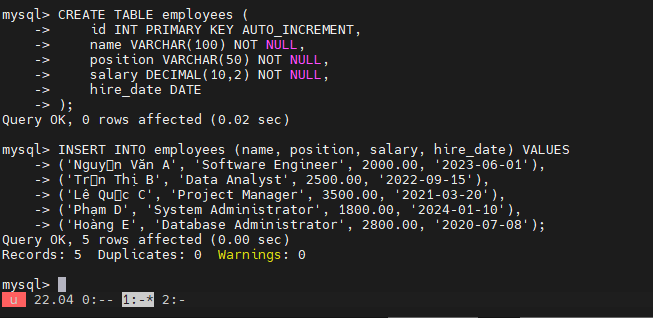 mysql> CREATE TABLE employees (
    ->     id INT PRIMARY KEY AUTO_INCREMENT,
    ->     name VARCHAR(100) NOT NULL,
    ->     position VARCHAR(50) NOT NULL,
    ->     salary DECIMAL(10,2) NOT NULL,
    ->     hire_date DATE
    -> );
Query OK, 0 rows affected (0.02 sec)

mysql> INSERT INTO employees (name, position, salary, hire_date) VALUES
    -> ('Nguy▯n Văn A', 'Software Engineer', 2000.00, '2023-06-01'),
    -> ('Tr▯n Thị B', 'Data Analyst', 2500.00, '2022-09-15'),
    -> ('Lê Qu▯c C', 'Project Manager', 3500.00, '2021-03-20'),
    -> ('Phạm D', 'System Administrator', 1800.00, '2024-01-10'),
    -> ('Hoàng E', 'Database Administrator', 2800.00, '2020-07-08');
Query OK, 5 rows affected (0.00 sec)
Records: 5  Duplicates: 0  Warnings: 0

mysql>
u  22.04 0:-- 1:-* 2:-